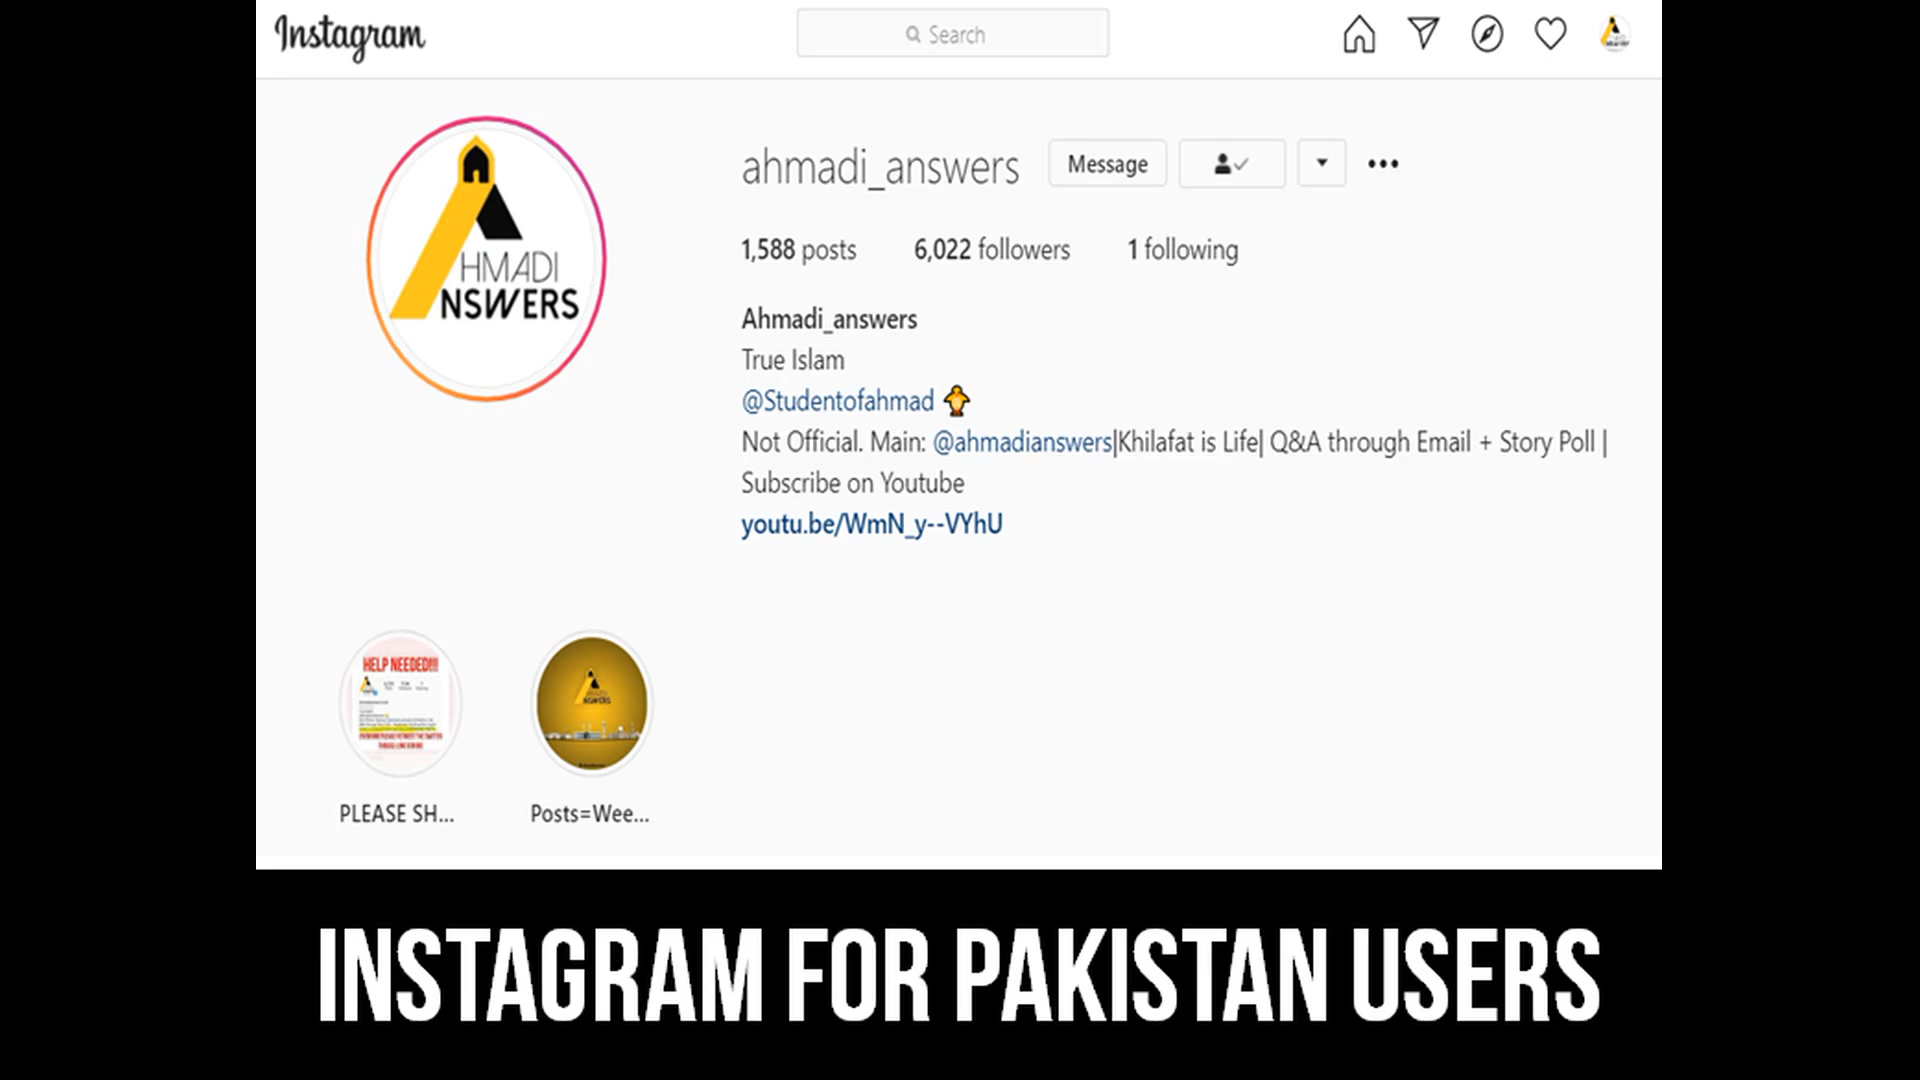 Instagram
Search
ahmadi_answers
Message
1,588 posts 6,022 followers 1 following
HMADI
NSWERS
Ahmadi_answers
True Islam
@Studentofahmad
Not Official. Main: @ahmadianswers|Khilafat is Life| Q&A through Email + Story Poll |
Subscribe on Youtube
youtu.be/WmN_y--VYhU
HELP NEEDED!!!
NSWERS
PLEASE SH...
Posts=Wee...
INSTAGRAM FOR PAKISTAN USERS